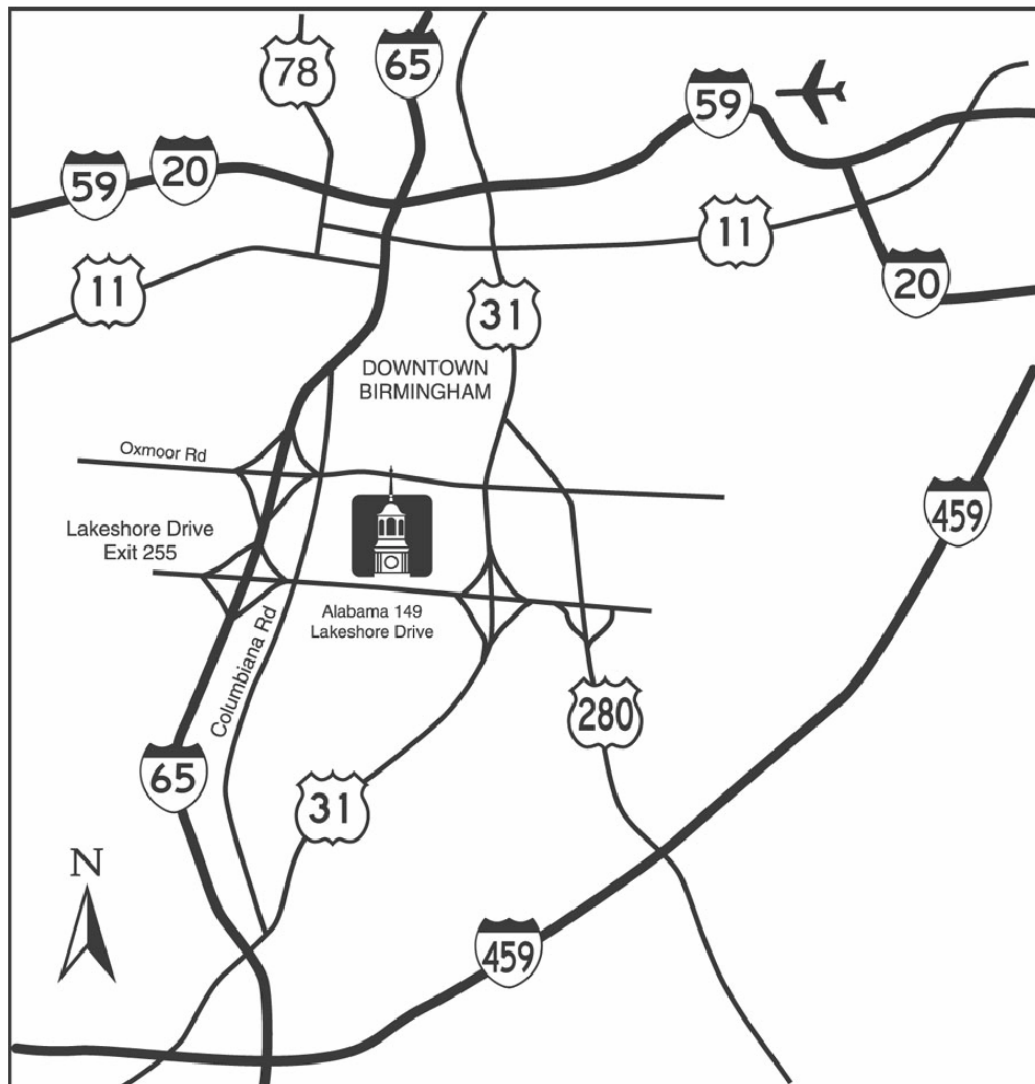 78
65
59
59
20
11
11
20
31
DOWNTOWN
BIRMINGHAM
Oxmoor Rd
459
Lakeshore Drive
Exit 255
Alabama 149
Lakeshore Drive
Columbiana Rd
280
65
31
N
459